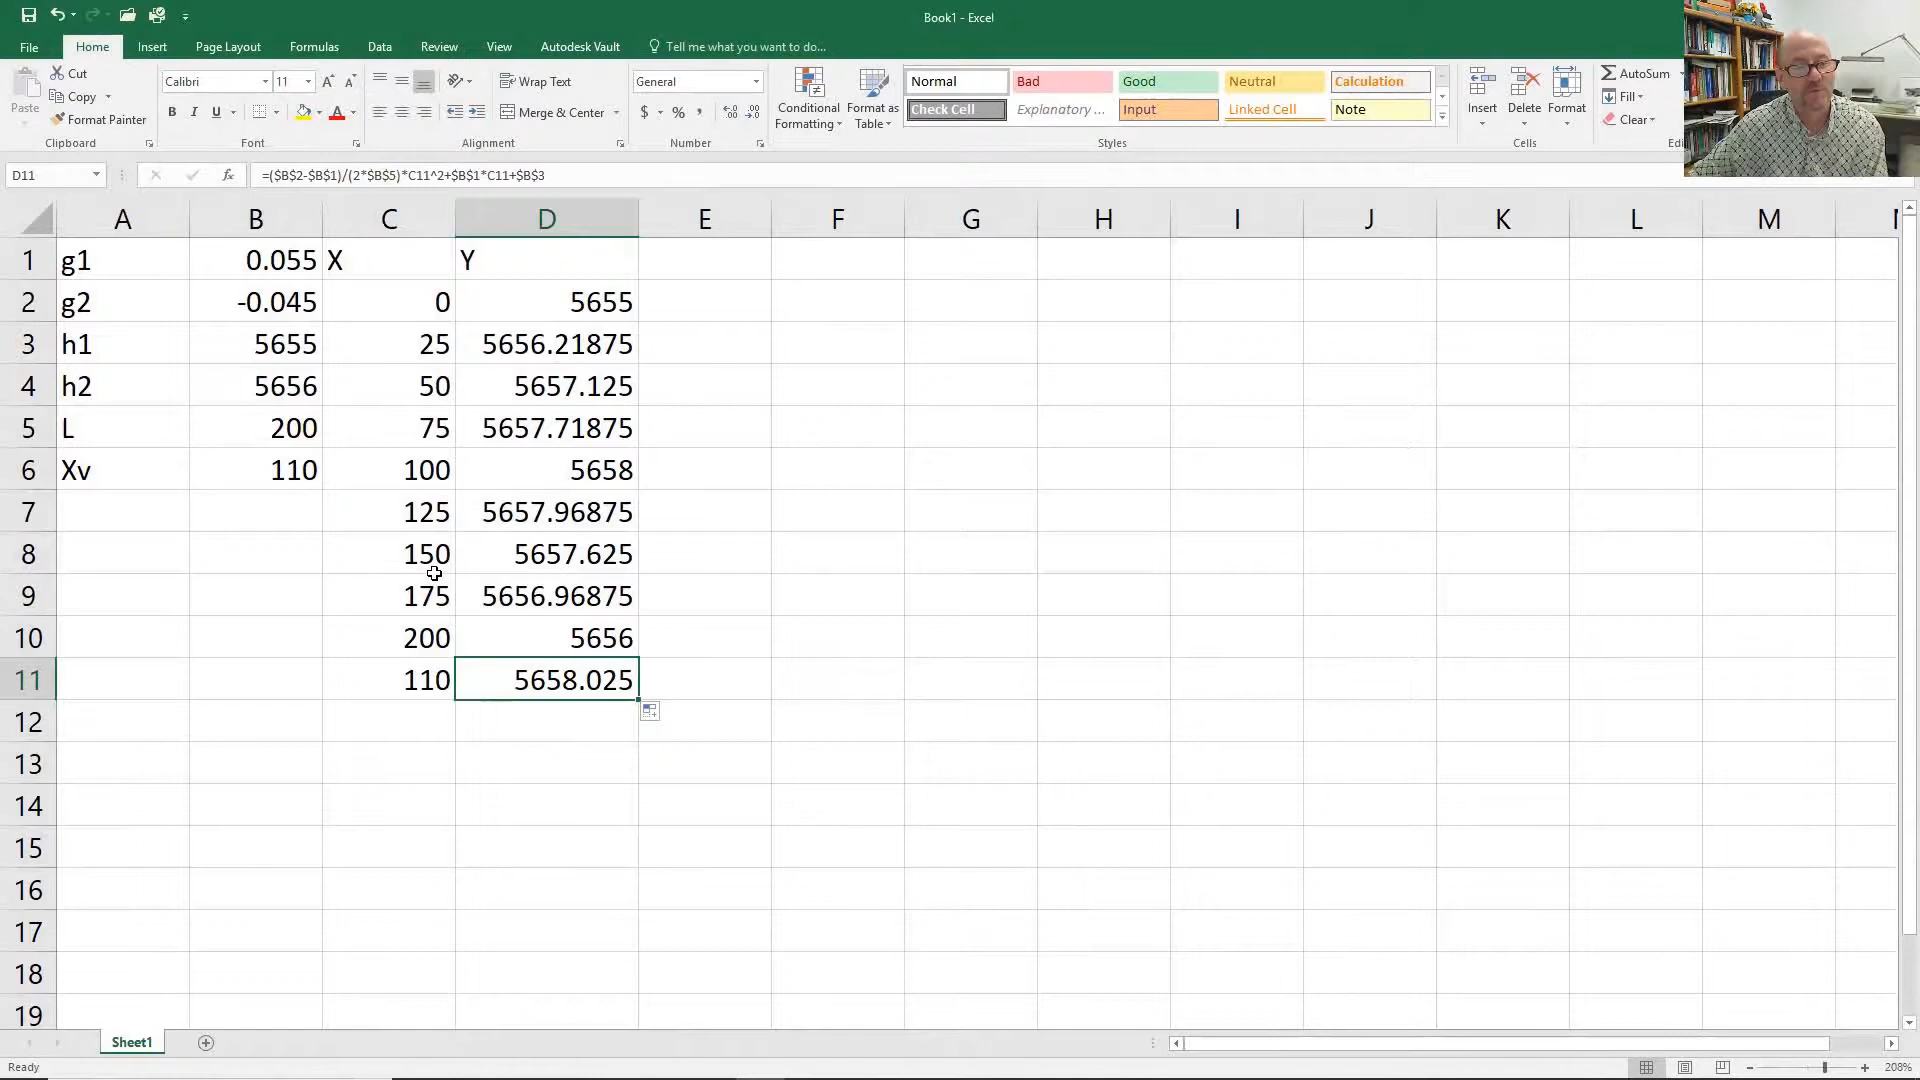 Book1 - Excel
File Home Insert Page Layout Formulas Data Review View Autodesk Vault Tell me what you want to do...
Paste
Cut
Copy
Format Painter
Clipboard
Calibri 11
B I U
Font
Wrap Text
Merge & Center
Alignment
General
$ % ,
Number
Conditional Formatting
Format as Table
Normal Bad Good Neutral Calculation
Check Cell Explanatory ... Input Linked Cell Note
Styles
Insert Delete Format
Cells
AutoSum
Fill
Clear
D11 fx =($B$2-$B$1)/(2*$B$5)*C11^2+$B$1*C11+$B$3
A B C D E F G H I J K L M
1 g1 0.055 X Y
2 g2 -0.045 0 5655
3 h1 5655 25 5656.21875
4 h2 5656 50 5657.125
5 L 200 75 5657.71875
6 Xv 110 100 5658
7 125 5657.96875
8 150 5657.625
9 175 5656.96875
10 200 5656
11 110 5658.025
12
13
14
15
16
17
18
19
Sheet1
Ready 208%